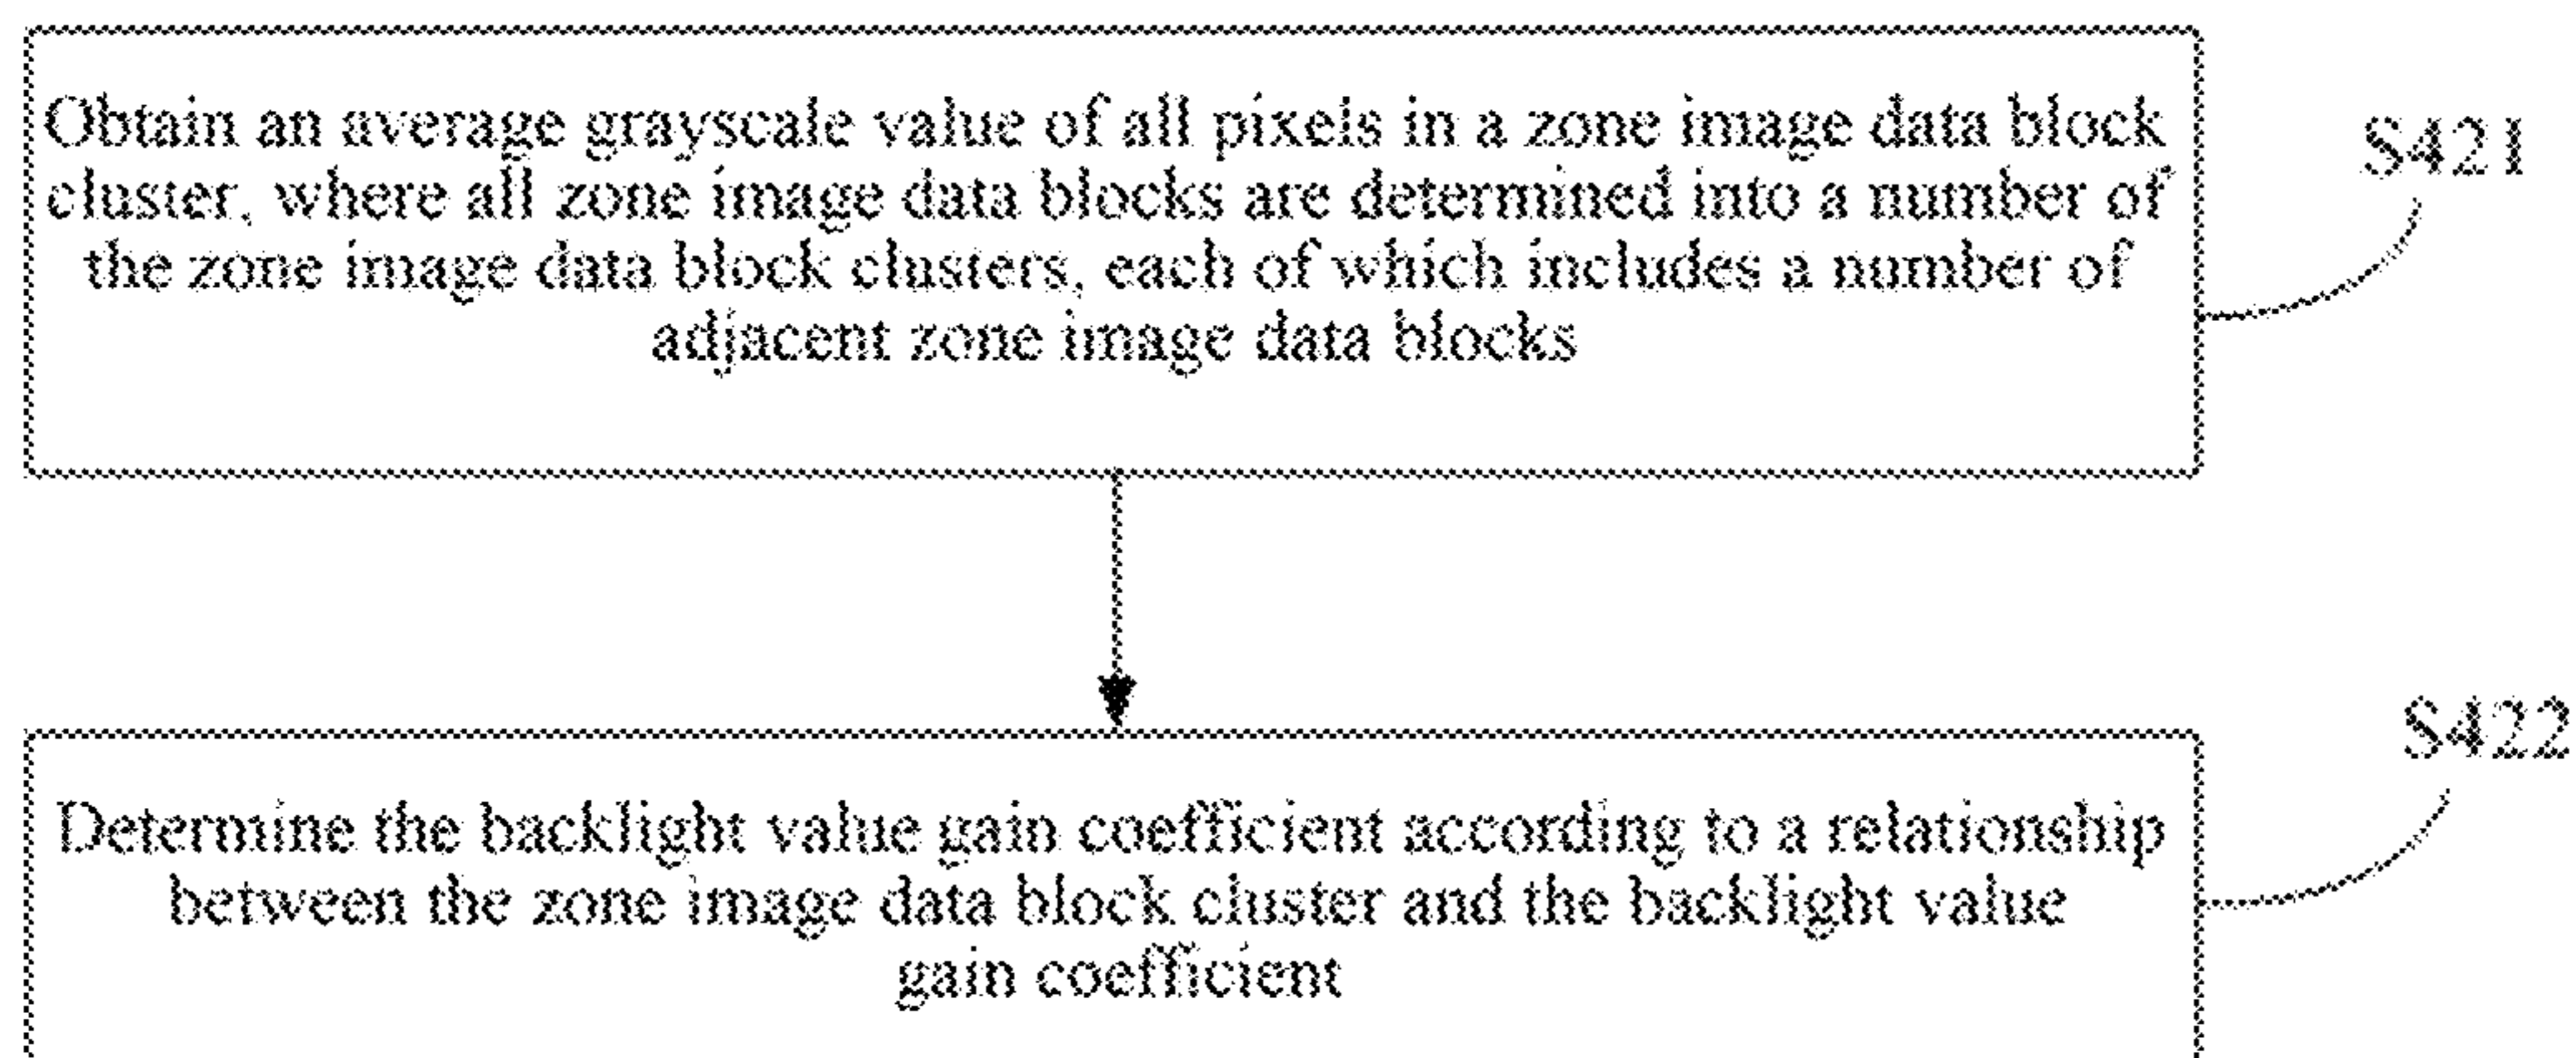 Obtain an average grayscale value of all pixels in a zone image data block
cluster, where all zone image data blocks are determined into a number of
the zone image data block clusters, each of which includes a number of
adjacent zone image data blocks
S421
S422
Determine the backlight value gain coefficient according to a relationship
between the zone image data block cluster and the backlight value
gain coefficient